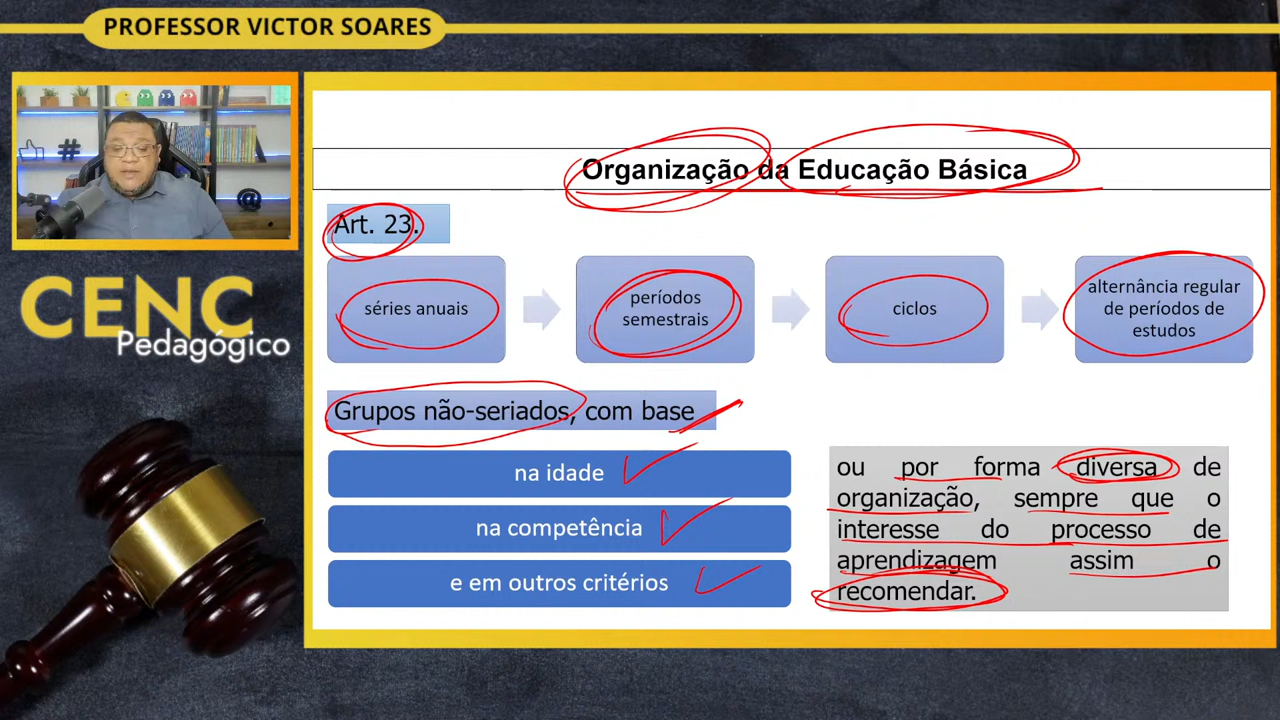 PROFESSOR VICTOR SOARES
#
@
CENC
Pedagógico
Organização da Educação Básica
Art. 23.
séries anuais
períodos
semestrais
ciclos
alternância regular
de períodos de
estudos
Grupos não-seriados, com base
na idade
na competência
e em outros critérios
ou por forma diversa de
organização, sempre que o
interesse do processo de
aprendizagem assim o
recomendar.